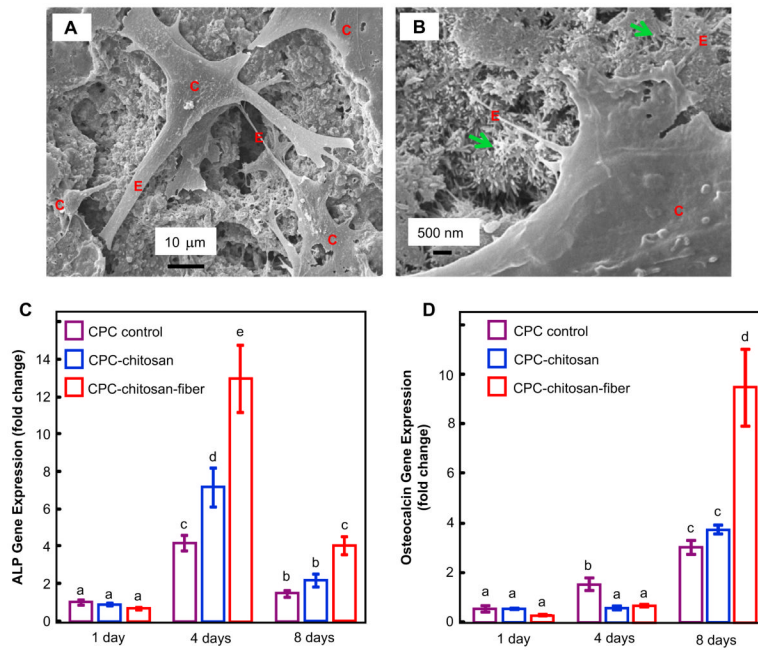 A
C
C
E
E
C
C
10 μm
B
E
E
C
500 nm
C
CPC control
CPC-chitosan
CPC-chitosan-fiber
ALP Gene Expression (fold change)
14
12
10
8
6
4
2
0
a
a
a
c
d
e
b
b
c
1 day
4 days
8 days
D
CPC control
CPC-chitosan
CPC-chitosan-fiber
Osteocalcin Gene Expression
(fold change)
10
8
6
4
2
0
a
a
a
b
a
a
c
c
d
1 day
4 days
8 days